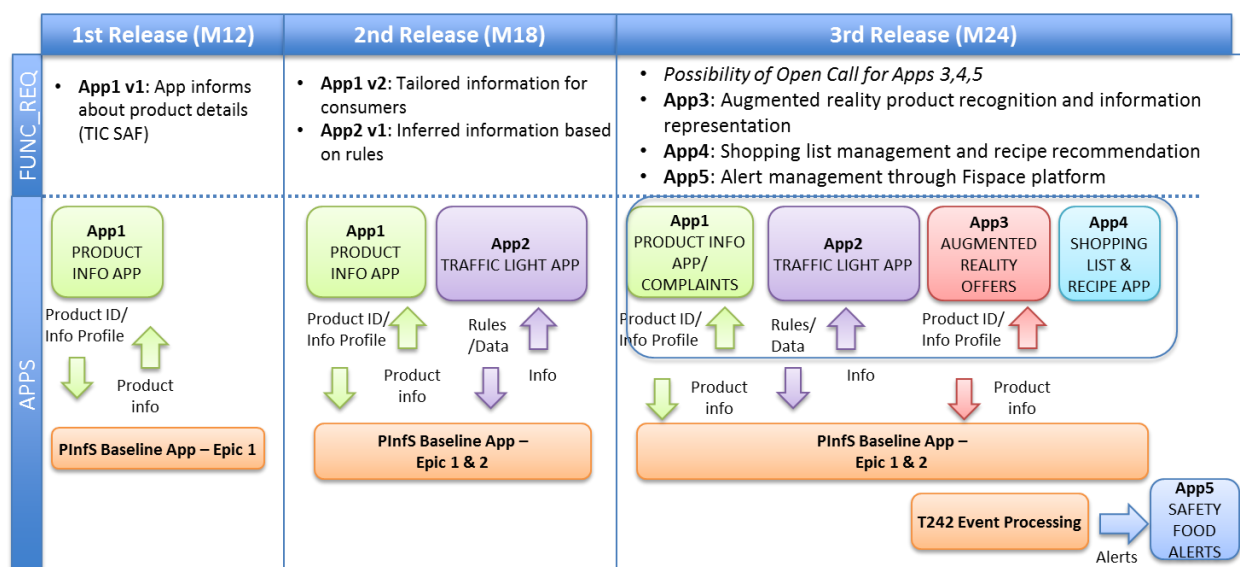 1st Release (M12)
2nd Release (M18)
3rd Release (M24)
FUNC_REQ
• App1 v1: App informs
about product details
(TIC SAF)
• App1 v2: Tailored information for
consumers
• App2 v1: Inferred information based
on rules
• Possibility of Open Call for Apps 3,4,5
• App3: Augmented reality product recognition and information
representation
• App4: Shopping list management and recipe recommendation
• App5: Alert management through Fispace platform
APPS
App1
PRODUCT
INFO APP
Product ID/
Info Profile
Product
info
PInfS Baseline App – Epic 1
App1
PRODUCT
INFO APP
App2
TRAFFIC LIGHT APP
Product ID/
Info Profile
Rules
/Data
Product
info
Info
PInfS Baseline App –
Epic 1 & 2
App1
PRODUCT INFO
APP/
COMPLAINTS
App2
TRAFFIC LIGHT APP
App3
AUGMENTED
REALITY
OFFERS
App4
SHOPPING
LIST &
RECIPE APP
Product ID/
Info Profile
Rules/
Data
Product ID/
Info Profile
Product
info
Info
Product
info
PInfS Baseline App –
Epic 1 & 2
T242 Event Processing
Alerts
App5
SAFETY
FOOD
ALERTS